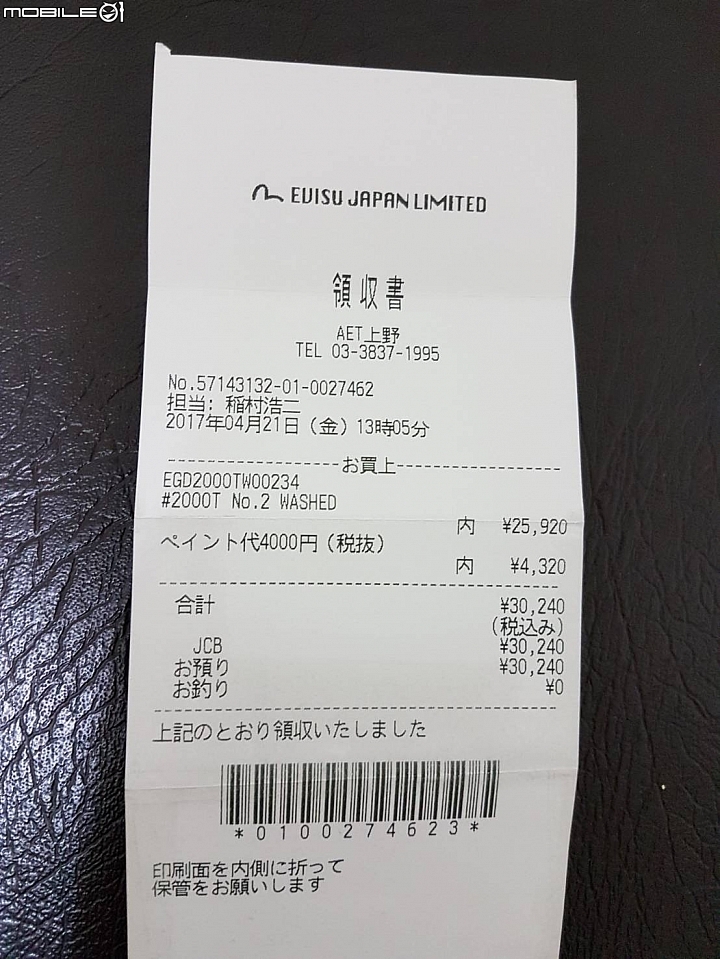 MOBILE01
EVISU JAPAN LIMITED
領収書
AET上野
TEL 03-3837-1995
No.57143132-01-0027462
担当: 稲村浩二
2017年04月21日（金）13時05分
お買上
EGD2000TW00234
#2000T No.2 WASHED
内 ¥25,920
ペイント代4000円（税抜）
内 ¥4,320
合計 ¥30,240
(税込み)
JCB ¥30,240
お預り ¥30,240
お釣り ¥0
上記のとおり領収いたしました
*0100274623*
印刷面を内側に折って
保管をお願いします